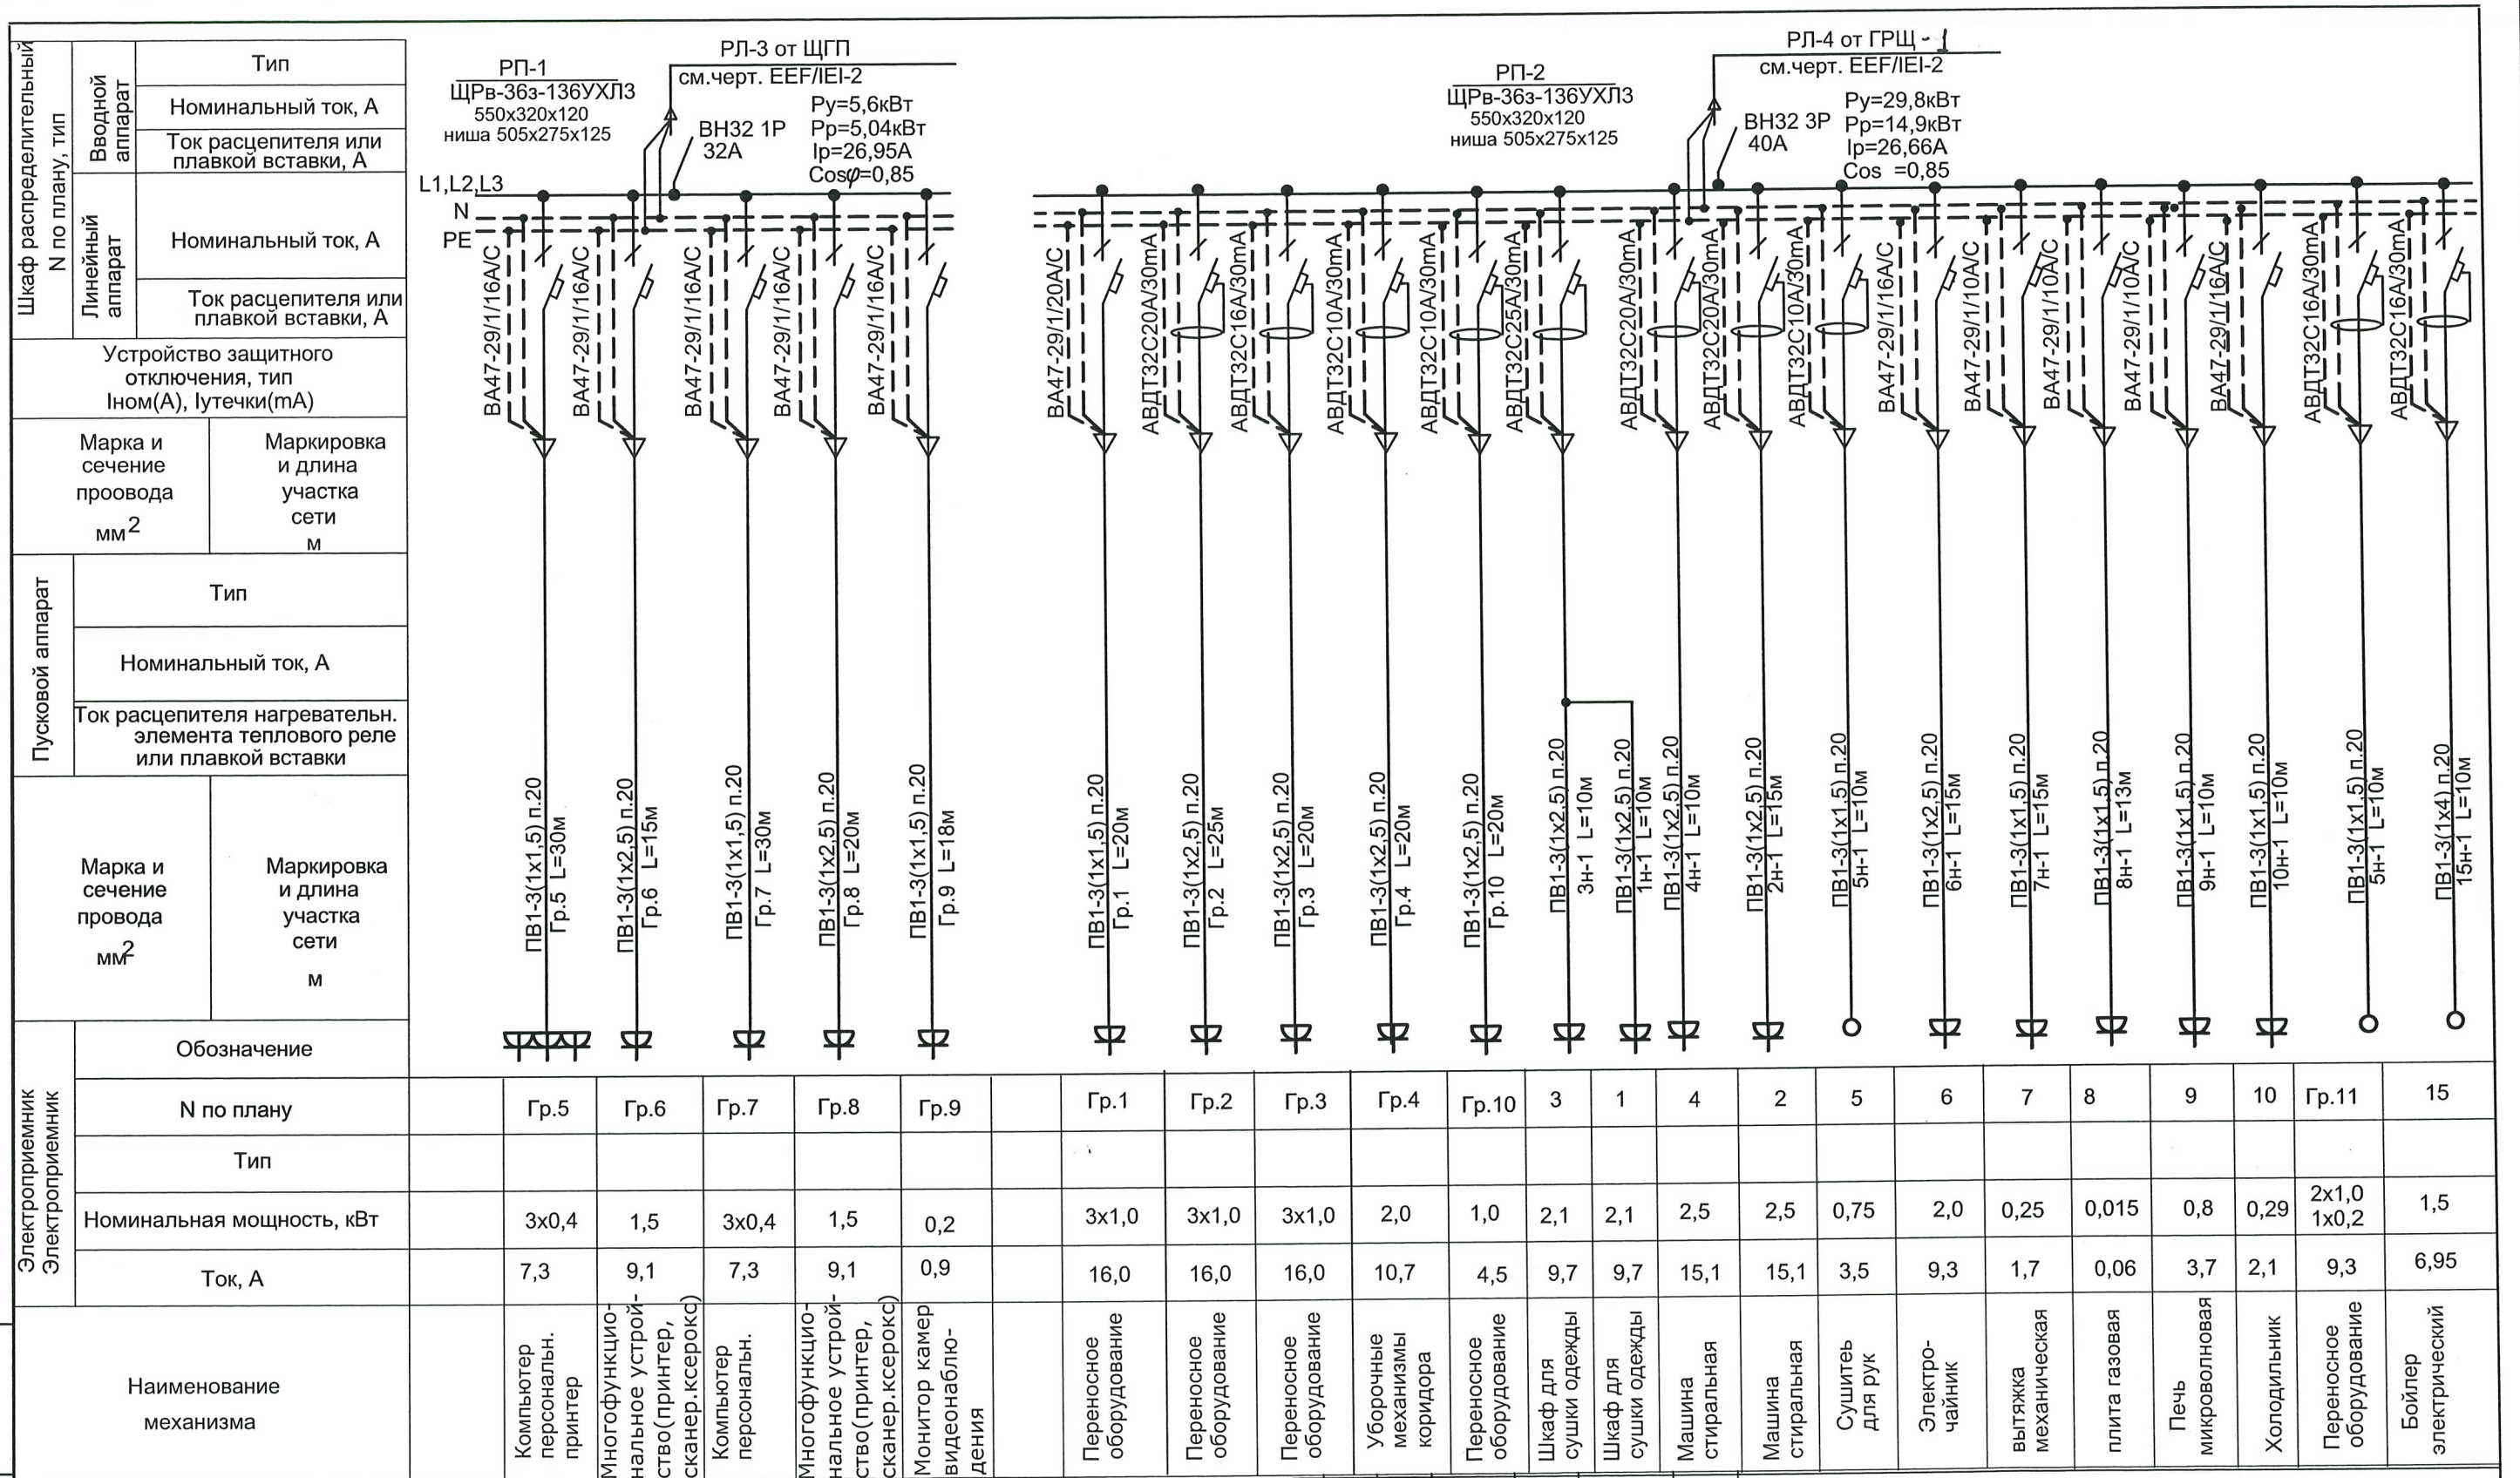 Шкаф распределительный
N по плану, тип
Вводной
аппарат
Тип
Номинальный ток, А
Ток расцепителя или
плавкой вставки, А
Линейный
аппарат
Номинальный ток, А
Ток расцепителя или
плавкой вставки, А
Устройство защитного
отключения, тип
Iном(А), Iутечки(mA)
Марка и
сечение
проовода
мм2
Маркировка
и длина
участка
сети
м
Пусковой аппарат
Тип
Номинальный ток, А
Ток расцепителя нагревательн.
элемента теплового реле
или плавкой вставки
Марка и
сечение
провода
мм2
Маркировка
и длина
участка
сети
м
Электроприемник
Электроприемник
Обозначение
N по плану
Тип
Номинальная мощность, кВт
Ток, А
Наименование
механизма
РП-1
ЩРв-36з-136УХЛ3
550х320х120
ниша 505х275х125
РЛ-3 от ЩГП
см.черт. EEF/IEI-2
ВН32 1Р
32А
Ру=5,6кВт
Рр=5,04кВт
Iр=26,95А
Cosφ=0,85
L1,L2,L3
N
PE
РП-2
ЩРв-36з-136УХЛ3
550х320х120
ниша 505х275х125
РЛ-4 от ГРЩ - 1
см.черт. EEF/IEI-2
ВН32 3Р
40А
Ру=29,8кВт
Рр=14,9кВт
Iр=26,66А
Cos =0,85
ВА47-29/1/16А/С
ВА47-29/1/16А/С
ВА47-29/1/16А/С
ВА47-29/1/16А/С
ВА47-29/1/16А/С
ВА47-29/1/20А/С
АВДТ32С20А/30mA
АВДТ32С16А/30mA
АВДТ32С10А/30mA
АВДТ32С10А/30mA
АВДТ32С25А/30mA
АВДТ32С20А/30mA
АВДТ32С20А/30mA
АВДТ32С10А/30mA
ВА47-29/1/16А/С
ВА47-29/1/10А/С
ВА47-29/1/10А/С
ВА47-29/1/10А/С
ВА47-29/1/16А/С
АВДТ32С16А/30mA
АВДТ32С16А/30mA
ПВ1-3(1х1,5) п.20
Гр.5 L=30м
ПВ1-3(1х2,5) п.20
Гр.6 L=15м
ПВ1-3(1х1,5) п.20
Гр.7 L=30м
ПВ1-3(1х2,5) п.20
Гр.8 L=20м
ПВ1-3(1х1,5) п.20
Гр.9 L=18м
ПВ1-3(1х1,5) п.20
Гр.1 L=20м
ПВ1-3(1х2,5) п.20
Гр.2 L=25м
ПВ1-3(1х2,5) п.20
Гр.3 L=20м
ПВ1-3(1х2,5) п.20
Гр.4 L=20м
ПВ1-3(1х2,5) п.20
Гр.10 L=20м
ПВ1-3(1х2,5) п.20
3н-1 L=10м
ПВ1-3(1х2,5) п.20
1н-1 L=10м
ПВ1-3(1х2,5) п.20
4н-1 L=10м
ПВ1-3(1х2,5) п.20
2н-1 L=15м
ПВ1-3(1х1,5) п.20
5н-1 L=10м
ПВ1-3(1х2,5) п.20
6н-1 L=15м
ПВ1-3(1х1,5) п.20
7н-1 L=15м
ПВ1-3(1х1,5) п.20
8н-1 L=13м
ПВ1-3(1х1,5) п.20
9н-1 L=10м
ПВ1-3(1х1,5) п.20
10н-1 L=10м
ПВ1-3(1х1,5) п.20
5н-1 L=10м
ПВ1-3(1х4) п.20
15н-1 L=10м
Гр.5 Гр.6 Гр.7 Гр.8 Гр.9 Гр.1 Гр.2 Гр.3 Гр.4 Гр.10 3 1 4 2 5 6 7 8 9 10 Гр.11 15
3х0,4 1,5 3х0,4 1,5 0,2 3х1,0 3х1,0 3х1,0 2,0 1,0 2,1 2,1 2,5 2,5 0,75 2,0 0,25 0,015 0,8 0,29 2х1,0 1,5
1х0,2
7,3 9,1 7,3 9,1 0,9 16,0 16,0 16,0 10,7 4,5 9,7 9,7 15,1 15,1 3,5 9,3 1,7 0,06 3,7 2,1 9,3 6,95
Компьютер
персональн.
принтер
Многофункцио-
нальное устрой-
ство(принтер,
сканер.ксерокс)
Компьютер
персональн.
Многофункцио-
нальное устрой-
ство(принтер,
сканер.ксерокс)
Монитор камер
видеонаблю-
дения
Переносное
оборудование
Переносное
оборудование
Переносное
оборудование
Уборочные
механизмы
коридора
Переносное
оборудование
Шкаф для
сушки одежды
Шкаф для
сушки одежды
Машина
стиральная
Машина
стиральная
Сушитеь
для рук
Электро-
чайник
вытяжка
механическая
плита газовая
Печь
микроволновая
Холодильник
Переносное
оборудование
Бойлер
электрический